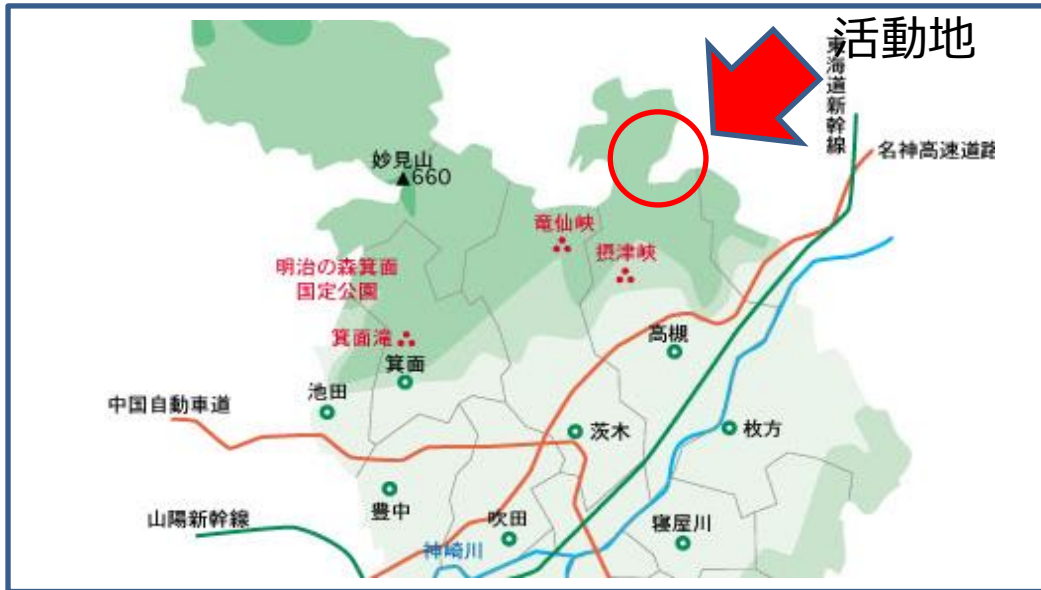 活動地
東海道新幹線
名神高速道路
妙見山
▲660
竜仙峡
摂津峡
明治の森箕面
国定公園
箕面滝
高槻
箕面
池田
中国自動車道
茨木
枚方
豊中
山陽新幹線
吹田
寝屋川
神崎川